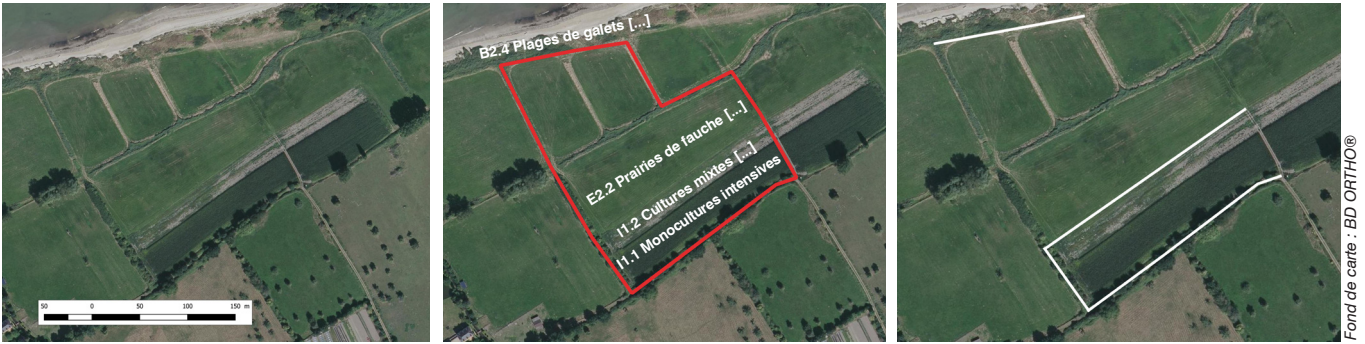 50 0 50 100 150 m
B2.4 Plages de galets [...]
E2.2 Prairies de fauche [...]
I1.2 Cultures mixtes [...]
I1.1 Monocultures intensives
Fond de carte : BD ORTHO®